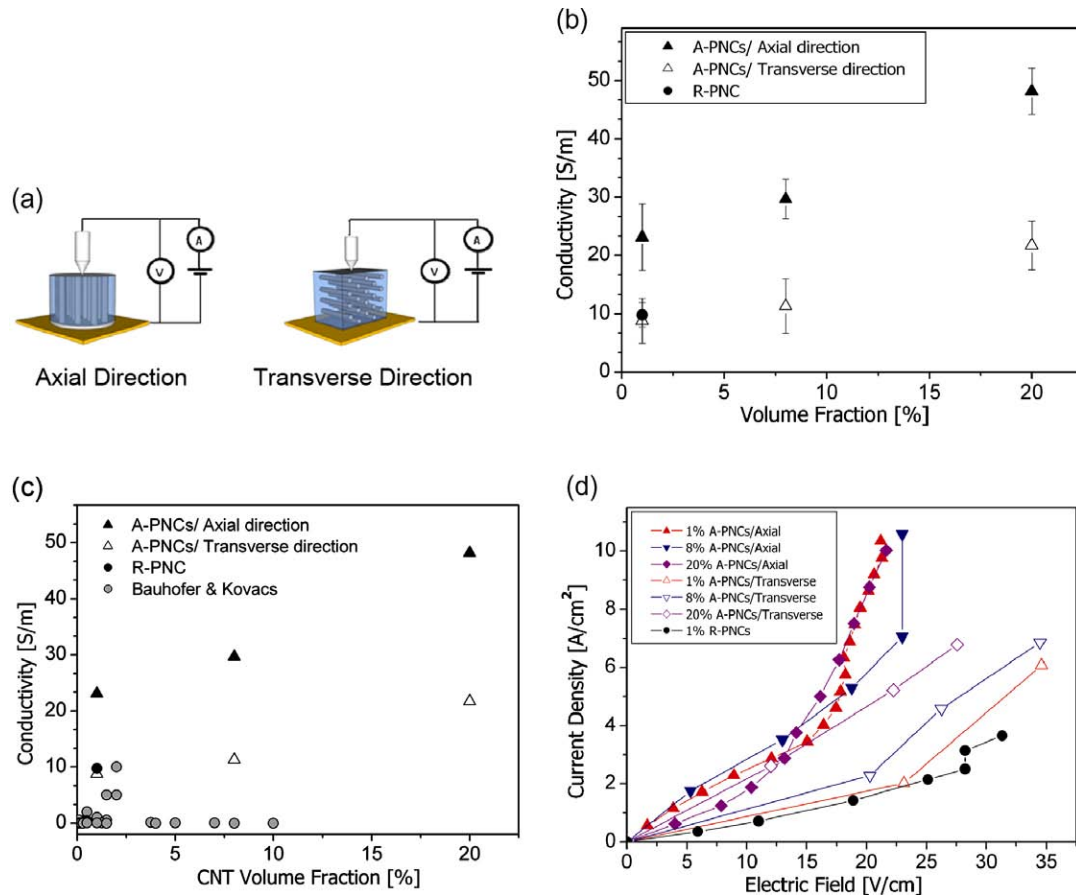 (a)
V
A
V
A
Axial Direction
Transverse Direction
(b)
A-PNCs/ Axial direction
A-PNCs/ Transverse direction
R-PNC
Conductivity [S/m]
50
40
30
20
10
0
0
5
10
15
20
Volume Fraction [%]
(c)
A-PNCs/ Axial direction
A-PNCs/ Transverse direction
R-PNC
Bauhofer & Kovacs
Conductivity [S/m]
50
40
30
20
10
0
0
5
10
15
20
CNT Volume Fraction [%]
(d)
1% A-PNCs/Axial
8% A-PNCs/Axial
20% A-PNCs/Axial
1% A-PNCs/Transverse
8% A-PNCs/Transverse
20% A-PNCs/Transverse
1% R-PNCs
Current Density [A/cm²]
10
8
6
4
2
0
0
5
10
15
20
25
30
35
Electric Field [V/cm]